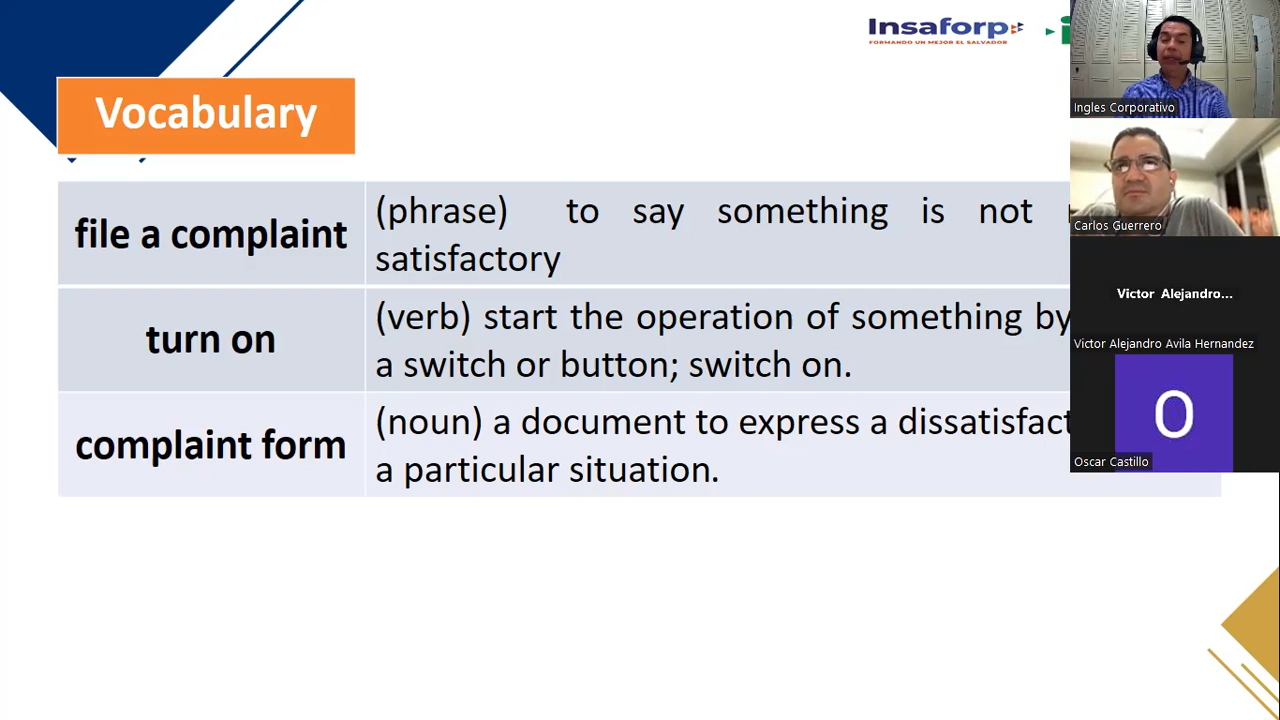 Insaforp
FORMANDO UN MEJOR EL SALVADOR
Vocabulary
file a complaint
(phrase) to say something is not
satisfactory
turn on
(verb) start the operation of something by
a switch or button; switch on.
complaint form
(noun) a document to express a
a particular situation.
Ingles Corporativo
Carlos Guerrero
Victor Alejandro...
Victor Alejandro Avila Hernandez
O
Oscar Castillo